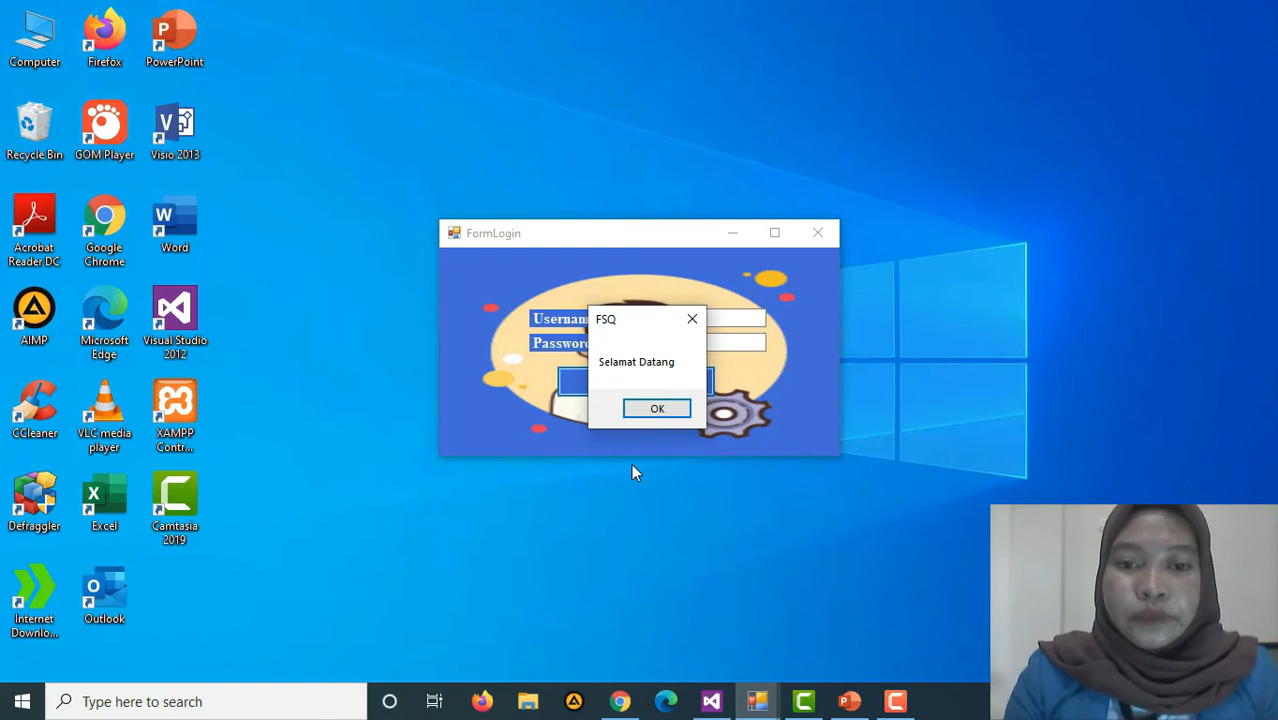 Computer
Firefox
PowerPoint
Recycle Bin
GOM Player
Visio 2013
Acrobat
Reader DC
Google
Chrome
Word
AIMP
Microsoft
Edge
Visual Studio
2012
CCleaner
VLC media
player
XAMPP
Contr...
Defraggler
Excel
Camtasia
2019
Internet
Downlo...
Outlook
FormLogin
Usernam
Password
FSQ
Selamat Datang
OK
Type here to search